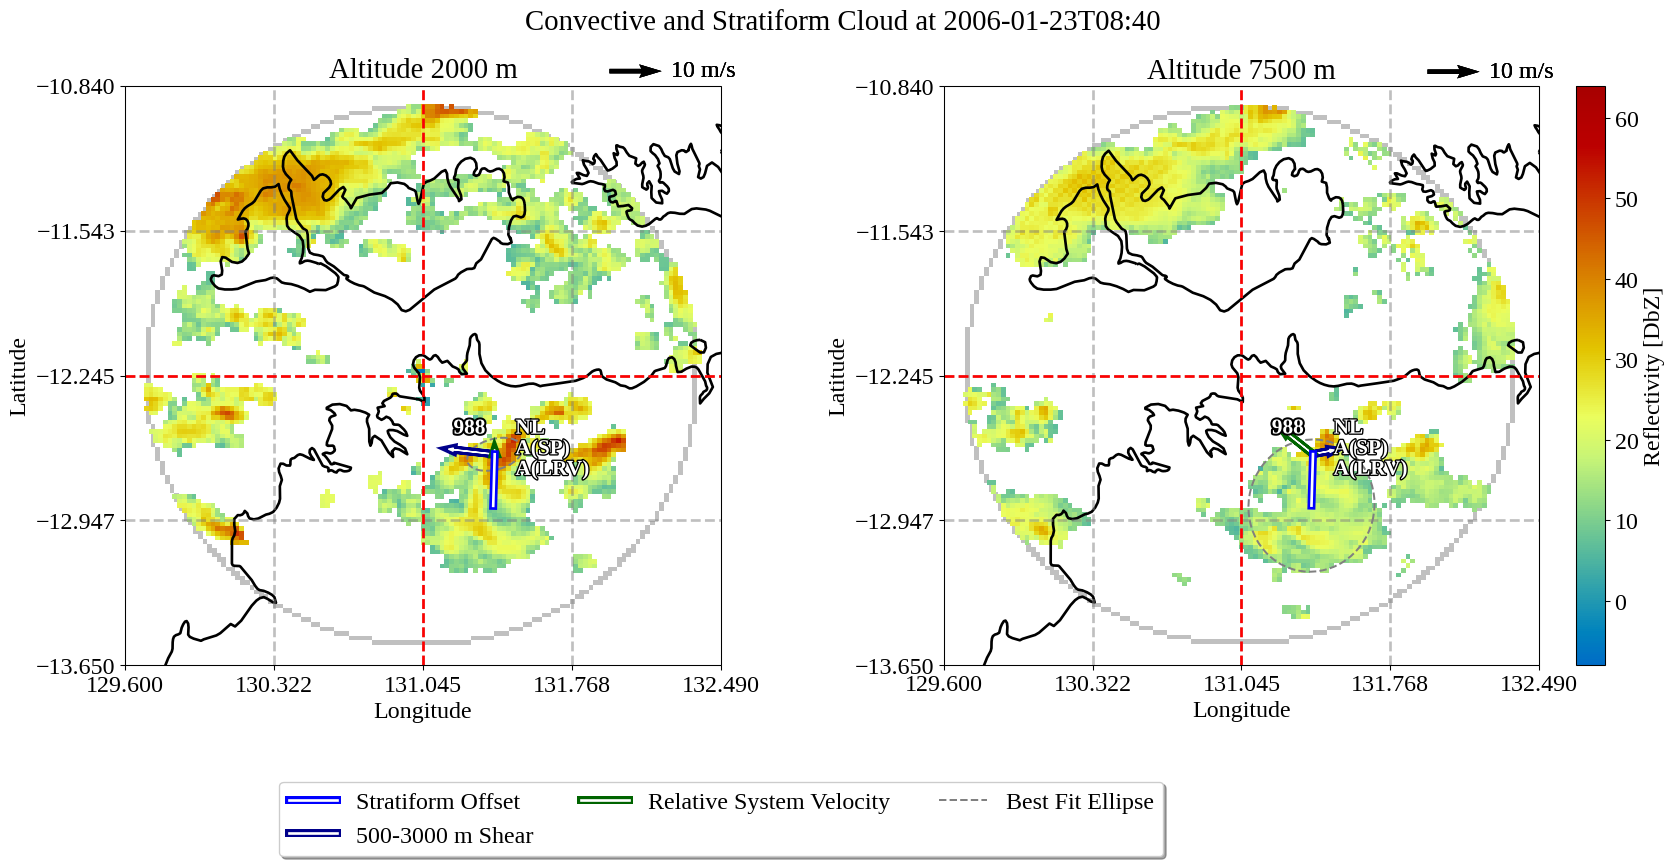 Convective and Stratiform Cloud at 2006-01-23T08:40
Altitude 2000 m
10 m/s
Altitude 7500 m
10 m/s
−10.840
−11.543
−12.245
−12.947
−13.650
Latitude
129.600
130.322
131.045
131.768
132.490
Longitude
988
NL
A(SP)
A(LRV)
−10.840
−11.543
−12.245
−12.947
−13.650
Latitude
129.600
130.322
131.045
131.768
132.490
Longitude
988
NL
A(SP)
A(LRV)
60
50
40
30
20
10
0
Reflectivity [DbZ]
Stratiform Offset
500-3000 m Shear
Relative System Velocity
Best Fit Ellipse